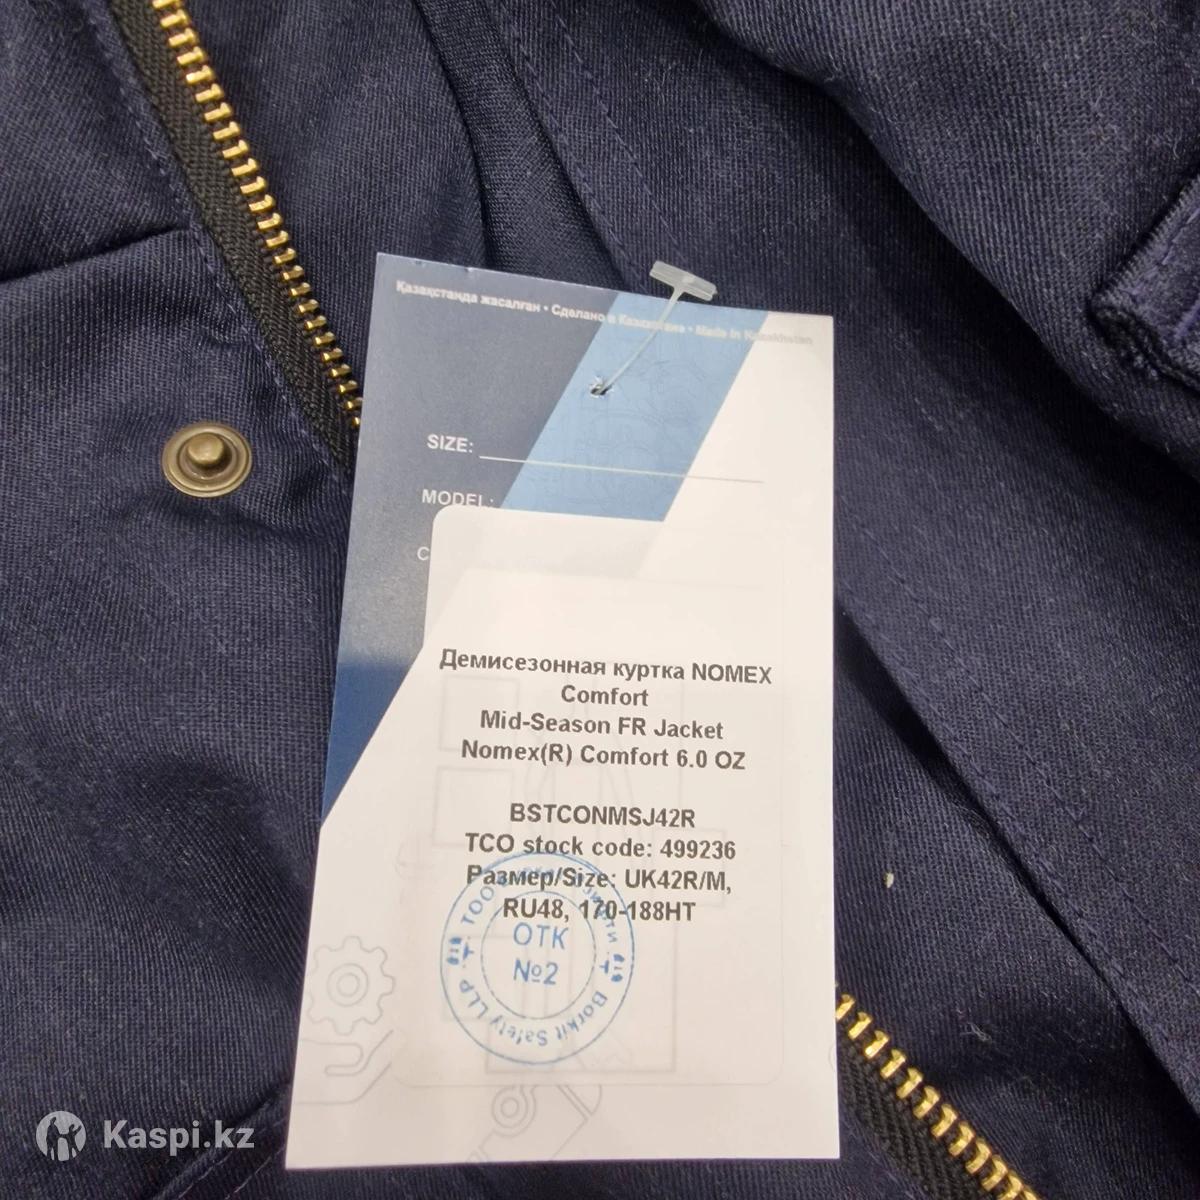 Қазақстанда жасалған • Сделано в Казахстане • Made in Kazakhstan
SIZE:
MODEL:
C
Демисезонная куртка NOMEX
Comfort
Mid-Season FR Jacket
Nomex(R) Comfort 6.0 OZ
BSTCONMSJ42R
TCO stock code: 499236
Размер/Size: UK42R/M,
RU48, 170-188HT
ТОО
ОТК
№2
Borkit Safety LLP
Kaspi.kz